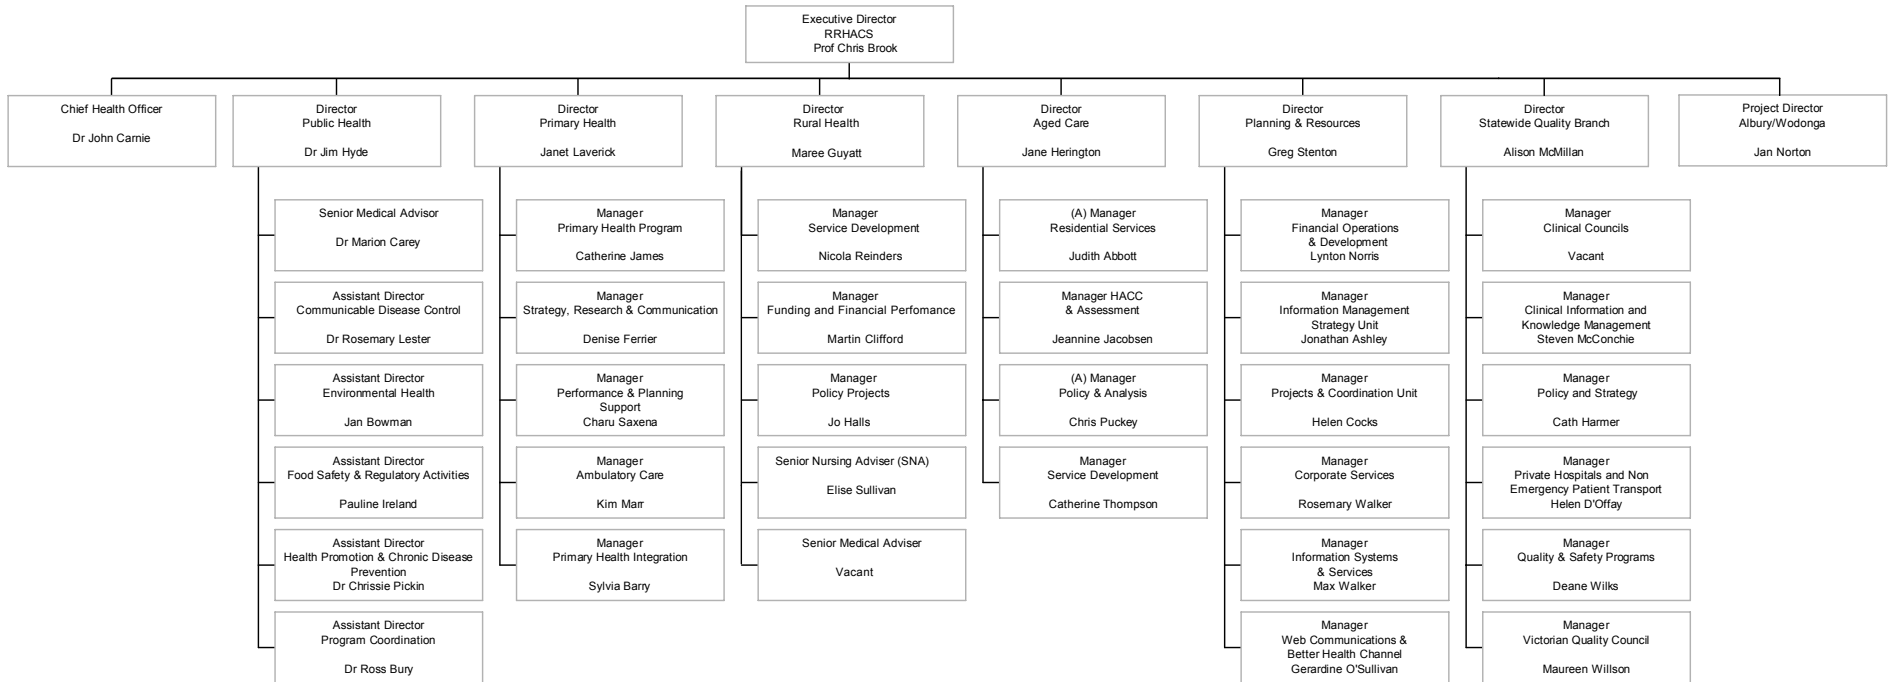 Executive Director
RRHACS
Prof Chris Brook
Chief Health Officer
Dr John Carnie
Director
Public Health
Dr Jim Hyde
Director
Primary Health
Janet Laverick
Director
Rural Health
Maree Guyatt
Director
Aged Care
Jane Herington
Director
Planning & Resources
Greg Stenton
Director
Statewide Quality Branch
Alison McMillan
Project Director
Albury/Wodonga
Jan Norton
Senior Medical Advisor
Dr Marion Carey
Assistant Director
Communicable Disease Control
Dr Rosemary Lester
Assistant Director
Environmental Health
Jan Bowman
Assistant Director
Food Safety & Regulatory Activities
Pauline Ireland
Assistant Director
Health Promotion & Chronic Disease
Prevention
Dr Chrissie Pickin
Assistant Director
Program Coordination
Dr Ross Bury
Manager
Primary Health Program
Catherine James
Manager
Strategy, Research & Communication
Denise Ferrier
Manager
Performance & Planning
Support
Charu Saxena
Manager
Ambulatory Care
Kim Marr
Manager
Primary Health Integration
Sylvia Barry
Manager
Service Development
Nicola Reinders
Manager
Funding and Financial Perfomance
Martin Clifford
Manager
Policy Projects
Jo Halls
Senior Nursing Adviser (SNA)
Elise Sullivan
Senior Medical Adviser
Vacant
(A) Manager
Residential Services
Judith Abbott
Manager HACC
& Assessment
Jeannine Jacobsen
(A) Manager
Policy & Analysis
Chris Puckey
Manager
Service Development
Catherine Thompson
Manager
Financial Operations
& Development
Lynton Norris
Manager
Information Management
Strategy Unit
Jonathan Ashley
Manager
Projects & Coordination Unit
Helen Cocks
Manager
Corporate Services
Rosemary Walker
Manager
Information Systems
& Services
Max Walker
Manager
Web Communications &
Better Health Channel
Gerardine O'Sullivan
Manager
Clinical Councils
Vacant
Manager
Clinical Information and
Knowledge Management
Steven McConchie
Manager
Policy and Strategy
Cath Harmer
Manager
Private Hospitals and Non
Emergency Patient Transport
Helen D'Offay
Manager
Quality & Safety Programs
Deane Wilks
Manager
Victorian Quality Council
Maureen Willson